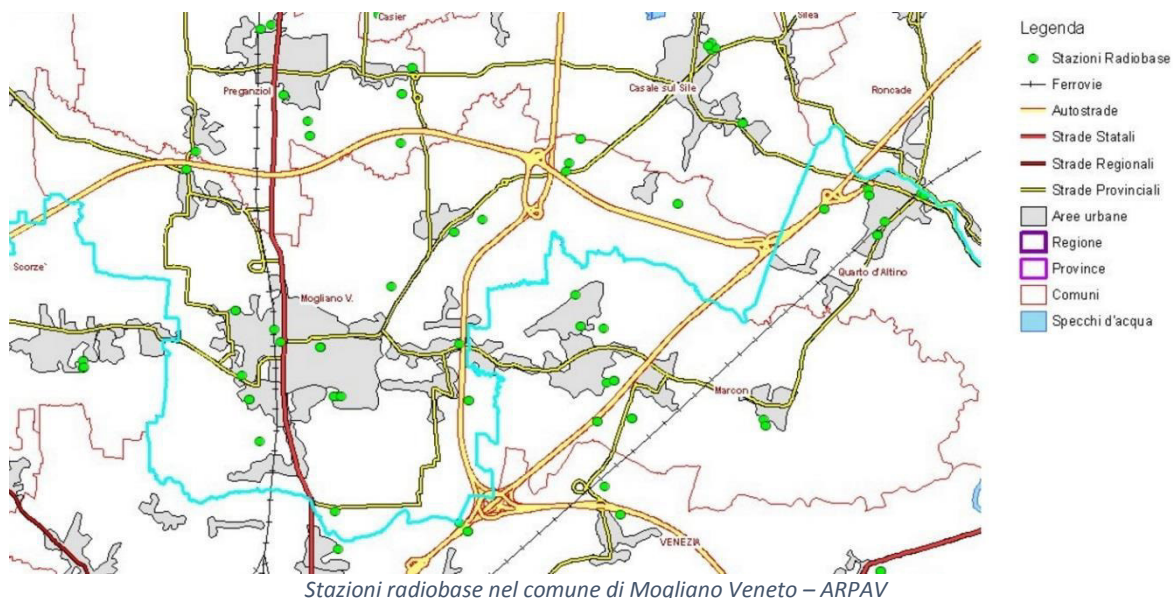 Casier
Silea
Legenda
Stazioni Radiobase
Ferrovie
Autostrade
Strade Statali
Strade Regionali
Strade Provinciali
Aree urbane
Regione
Province
Comuni
Specchi d'acqua
Preganziol
Casale sul Sile
Roncade
Scorze'
Mogliano V.
Quarto d'Altino
Marcon
VENEZIA
Stazioni radiobase nel comune di Mogliano Veneto – ARPAV